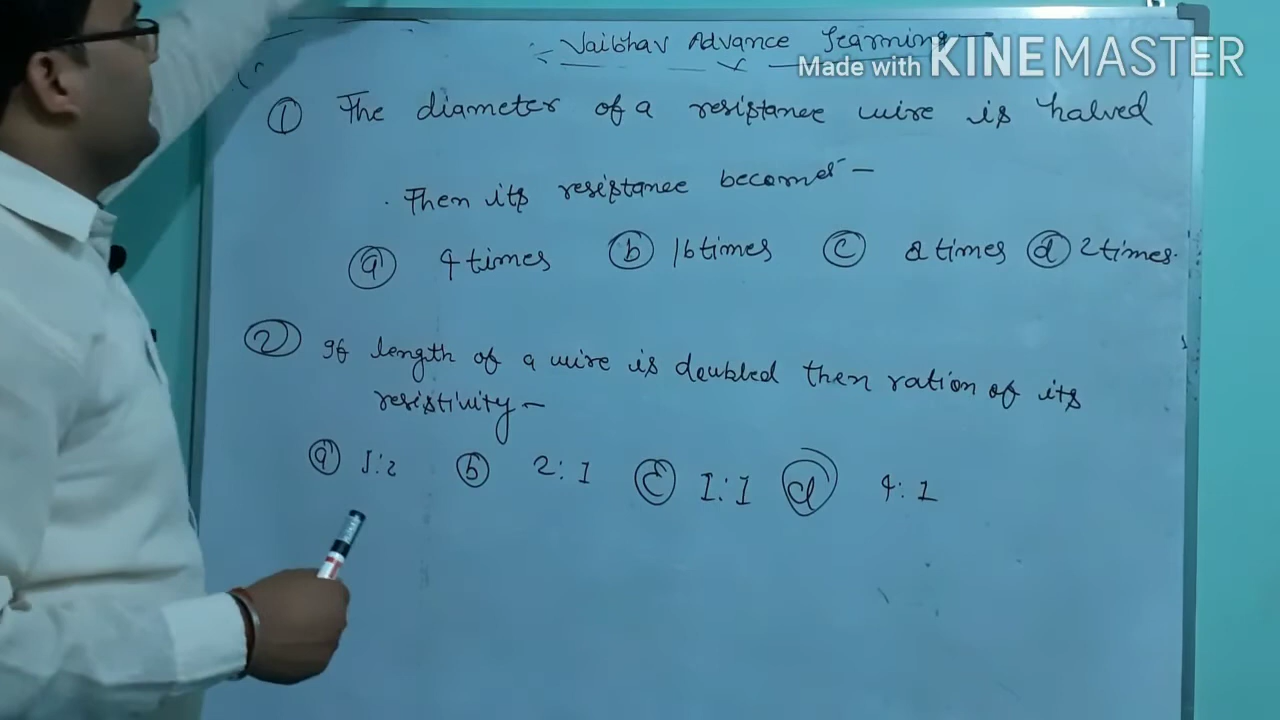 Vaibhav Advance Learning
Made with KINEMASTER
① The diameter of a resistance wire is halved
Then its resistance becomes –
ⓐ 4 times ⓑ 16 times ⓒ 8 times ⓓ 2 times.
② If length of a wire is doubled then ration of its
resistivity –
ⓐ 1:2 ⓑ 2:1 ⓒ 1:1 ⓓ 4:1